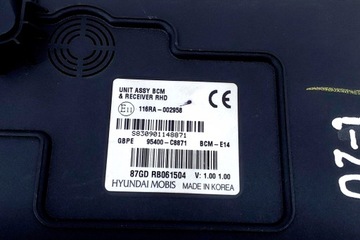 UNIT ASSY BCM
& RECEIVER RHD
E11 116RA-002958
CE
S830901148871
GBPE 95400-C8871 BCM-E14
87GD RB061504 V: 1.00 1.00
HYUNDAI MOBIS MADE IN KOREA